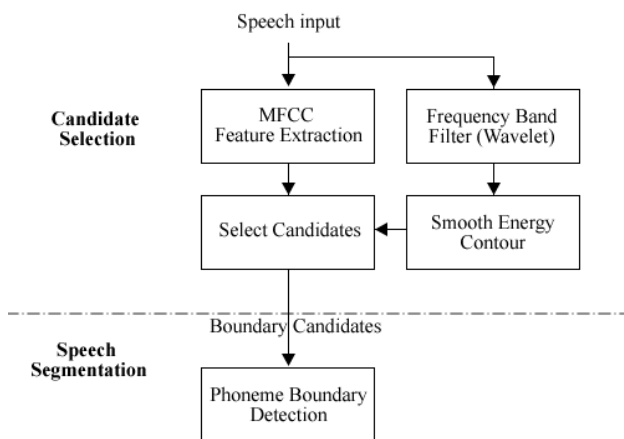 Speech input
Candidate
Selection
MFCC
Feature Extraction
Frequency Band
Filter (Wavelet)
Select Candidates
Smooth Energy
Contour
Boundary Candidates
Speech
Segmentation
Phoneme Boundary
Detection